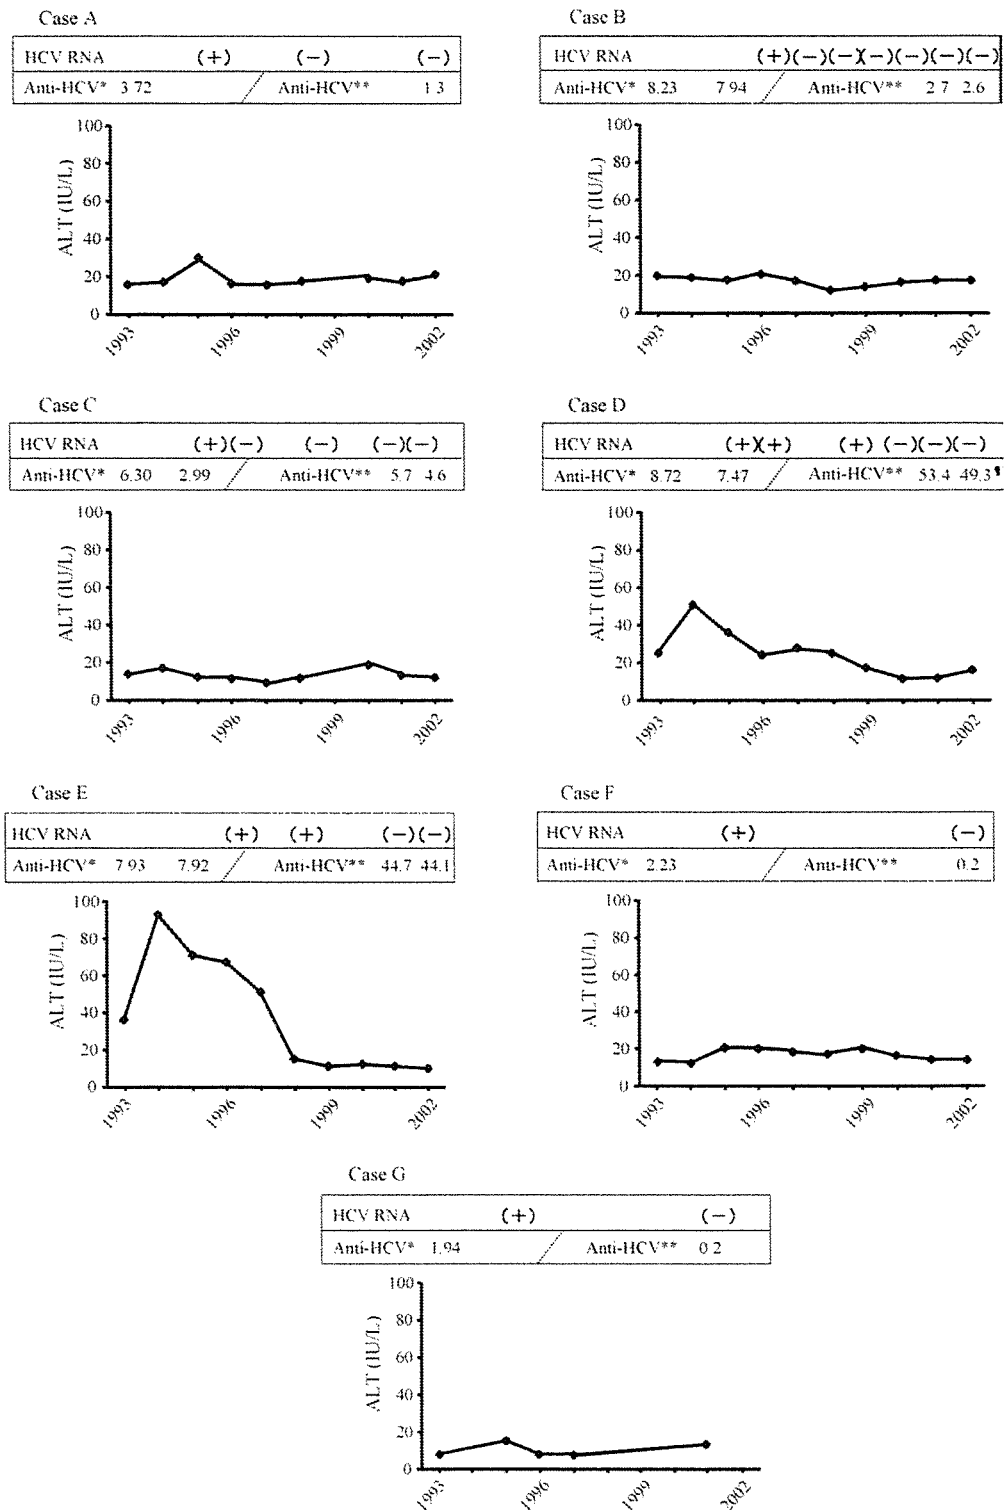 Case A
HCV RNA (+) (-) (-)
Anti-HCV* 3 72 / Anti-HCV** 1 3
100
80
60
40
20
0
ALT (IU/L)
1993 1996 1999 2002
Case B
HCV RNA (+)(-)(-)(-)(-)(-)(-)
Anti-HCV* 8.23 7 94 / Anti-HCV** 2 7 2.6
100
80
60
40
20
0
ALT (IU/L)
1993 1996 1999 2002
Case C
HCV RNA (+)(-) (-) (-)(-)
Anti-HCV* 6.30 2.99 / Anti-HCV** 5.7 4.6
100
80
60
40
20
0
ALT (IU/L)
1993 1996 1999 2002
Case D
HCV RNA (+)(+) (+) (-)(-)(-)
Anti-HCV* 8.72 7.47 / Anti-HCV** 53.4 49.3¶
100
80
60
40
20
0
ALT (IU/L)
1993 1996 1999 2002
Case E
HCV RNA (+) (+) (-)(-)
Anti-HCV* 7 93 7.92 / Anti-HCV** 44.7 44.1
100
80
60
40
20
0
ALT (IU/L)
1993 1996 1999 2002
Case F
HCV RNA (+) (-)
Anti-HCV* 2.23 / Anti-HCV** 0.2
100
80
60
40
20
0
ALT (IU/L)
1993 1996 1999 2002
Case G
HCV RNA (+) (-)
Anti-HCV* 1.94 / Anti-HCV** 0 2
100
80
60
40
20
0
ALT (IU/L)
1993 1996 1999 2002